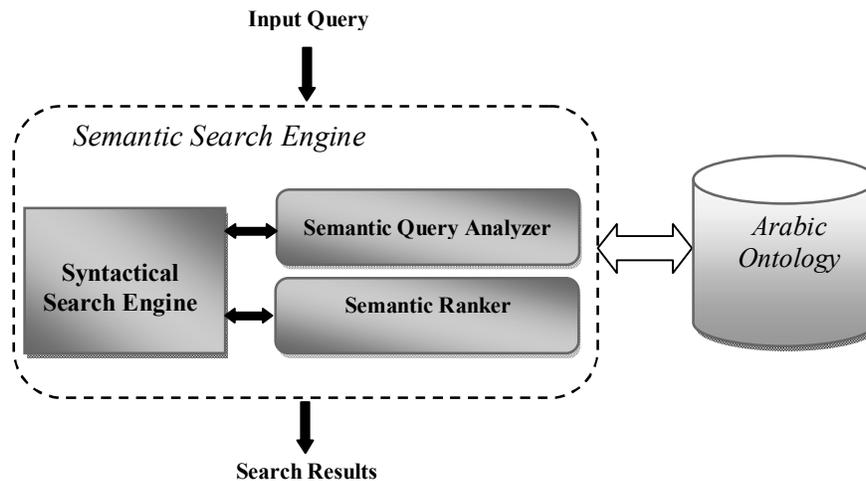 Input Query
Semantic Search Engine
Semantic Query Analyzer
Syntactical
Search Engine
Semantic Ranker
Arabic
Ontology
Search Results